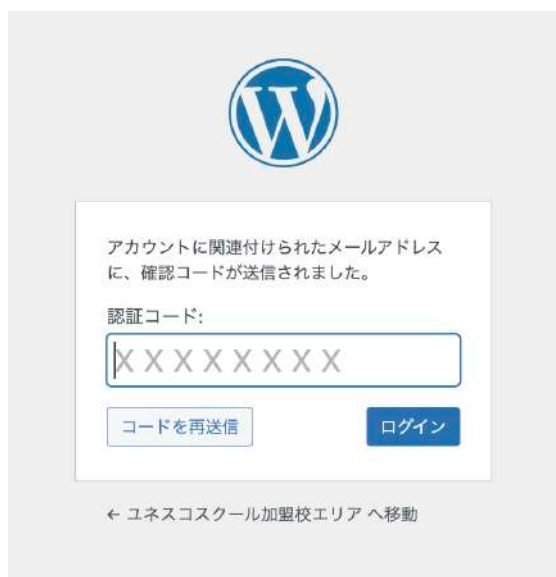 アカウントに関連付けられたメールアドレス
に、確認コードが送信されました。
認証コード:
X X X X X X X X
コードを再送信
ログイン
← ユネスコスクール加盟校エリア へ移動